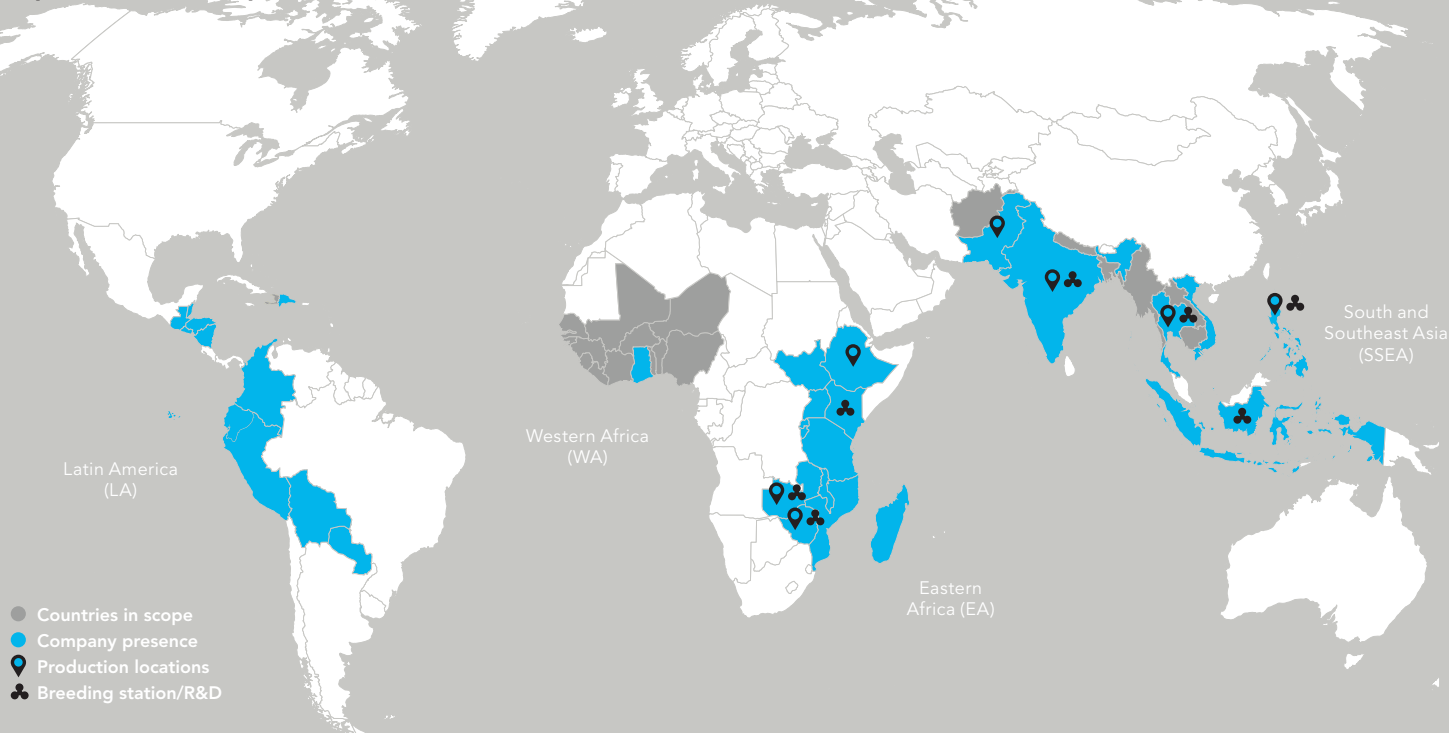 South and
Southeast Asia
(SSEA)
Western Africa
(WA)
Latin America
(LA)
Eastern
Africa (EA)
Countries in scope
Company presence
Production locations
Breeding station/R&D